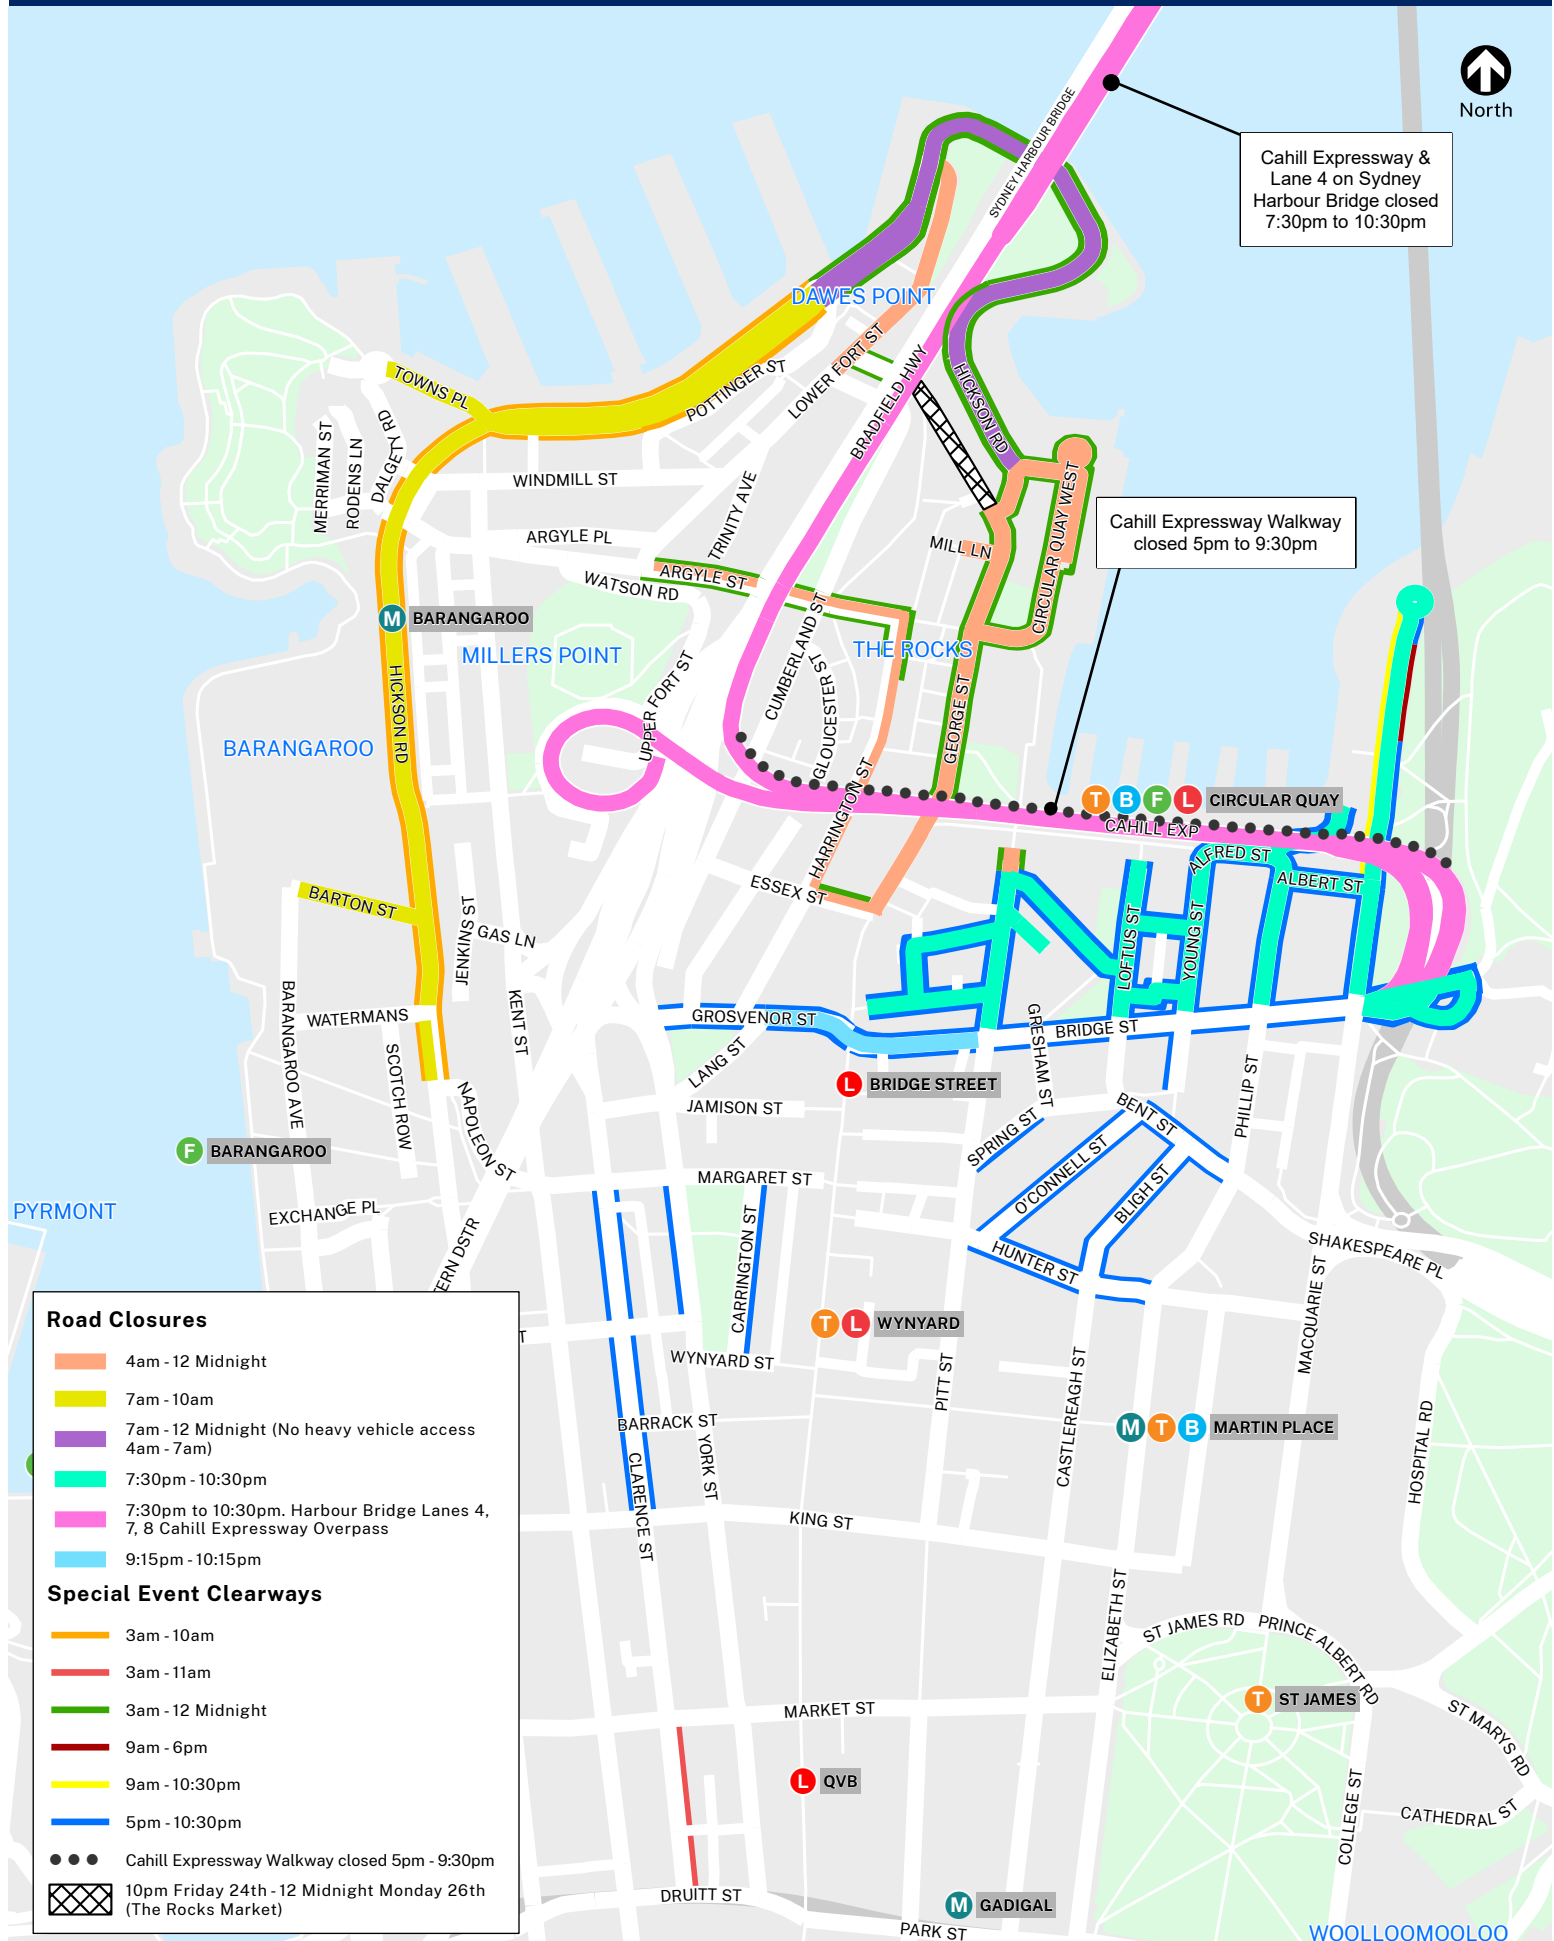 North
SYDNEY HARBOUR BRIDGE
Cahill Expressway &
Lane 4 on Sydney
Harbour Bridge closed
7:30pm to 10:30pm
DAWES POINT
TOWNS PL
POTTINGER ST
LOWER FORT ST
BRADFIELD HWY
HICKSON RD
MERRIMAN ST
RODENS LN
DALGETY RD
WINDMILL ST
TRINITY AVE
ARGYLE PL
ARGYLE ST
WATSON RD
MILL LN
CIRCULAR QUAY WEST
Cahill Expressway Walkway
closed 5pm to 9:30pm
M BARANGAROO
MILLERS POINT
THE ROCKS
CUMBERLAND ST
GLOUCESTER ST
UPPER FORT ST
GEORGE ST
HICKSON RD
BARANGAROO
HARRINGTON ST
T B F L CIRCULAR QUAY
CAHILL EXP
ALFRED ST
ALBERT ST
ESSEX ST
BARTON ST
JENKINS ST
GAS LN
LOFTUS ST
YOUNG ST
BARANGAROO AVE
WATERMANS
KENT ST
GROSVENOR ST
LANG ST
GRESHAM ST
BRIDGE ST
SCOTCH ROW
NAPOLEON ST
L BRIDGE STREET
JAMISON ST
SPRING ST
BENT ST
PHILLIP ST
F BARANGAROO
MARGARET ST
O'CONNELL ST
BLIGH ST
PYRMONT
EXCHANGE PL
ERN DSTR
CARRINGTON ST
HUNTER ST
SHAKESPEARE PL
MACQUARIE ST
T L WYNYARD
T
WYNYARD ST
PITT ST
CASTLEREAGH ST
BARRACK ST
YORK ST
CLARENCE ST
M T B MARTIN PLACE
HOSPITAL RD
KING ST
ELIZABETH ST
ST JAMES RD
PRINCE ALBERT RD
T ST JAMES
ST MARYS RD
MARKET ST
L QVB
COLLEGE ST
CATHEDRAL ST
DRUITT ST
M GADIGAL
PARK ST
WOOLLOOMOOLOO
Road Closures
4am - 12 Midnight
7am - 10am
7am - 12 Midnight (No heavy vehicle access
4am - 7am)
7:30pm - 10:30pm
7:30pm to 10:30pm. Harbour Bridge Lanes 4,
7, 8 Cahill Expressway Overpass
9:15pm - 10:15pm
Special Event Clearways
3am - 10am
3am - 11am
3am - 12 Midnight
9am - 6pm
9am - 10:30pm
5pm - 10:30pm
Cahill Expressway Walkway closed 5pm - 9:30pm
10pm Friday 24th - 12 Midnight Monday 26th
(The Rocks Market)